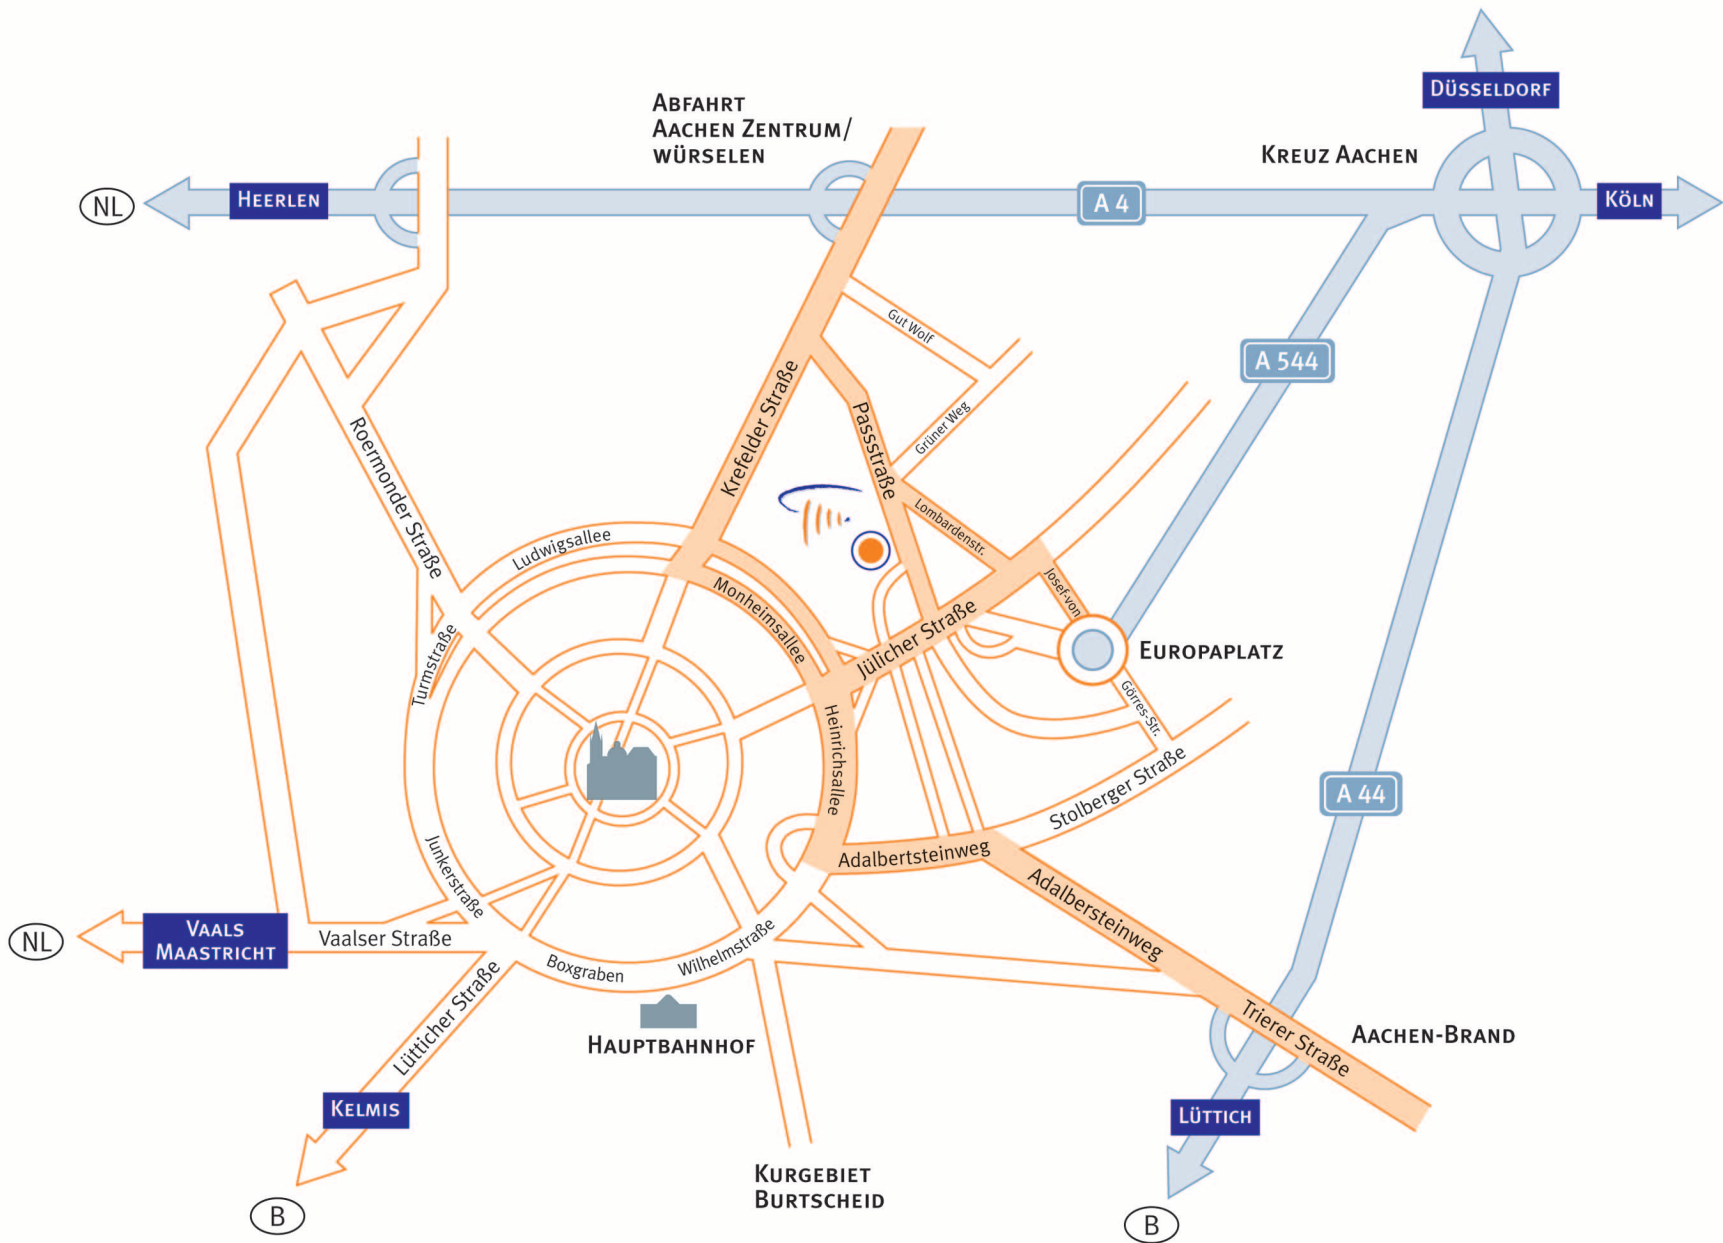 DÜSSELDORF
ABFAHRT
AACHEN ZENTRUM/
WÜRSELEN
KREUZ AACHEN
NL
HEERLEN
A 4
KÖLN
Gut Wolf
A 544
Krefelder Straße
Passstraße
Grüner Weg
Roermonder Straße
Lombardenstr.
Ludwigsallee
Monheimsallee
Josef-von
Jülicher Straße
EUROPAPLATZ
Turmstraße
Görres-Str.
Heinrichsallee
Stolberger Straße
A 44
Junkerstraße
Adalbertsteinweg
Adalbersteinweg
NL
VAALS
MAASTRICHT
Vaalser Straße
Boxgraben
Wilhelmstraße
Lütticher Straße
HAUPTBAHNHOF
Trierer Straße
AACHEN-BRAND
KELMIS
LÜTTICH
KURGEBIET
BURTSCHEID
B
B